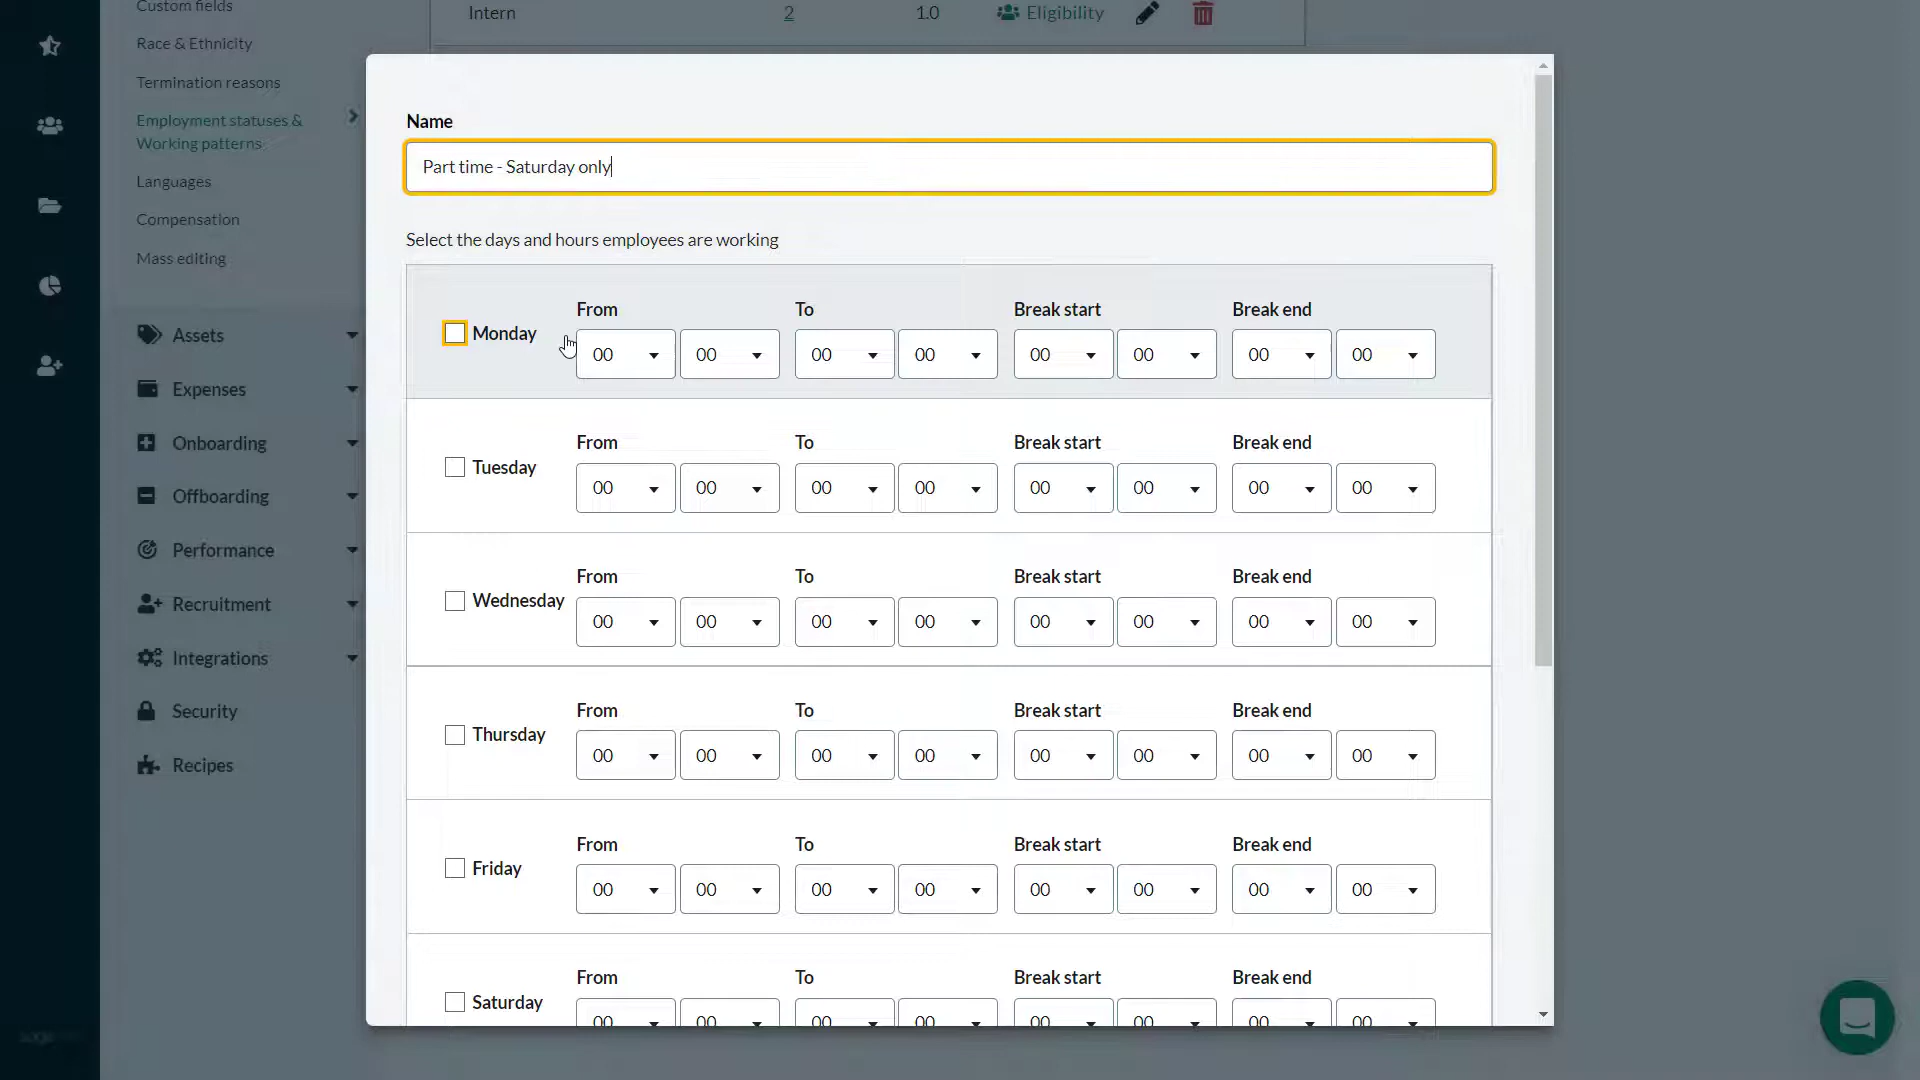 Custom fields
Race & Ethnicity
Termination reasons
Employment statuses &
Working patterns
Languages
Compensation
Mass editing
Assets
Expenses
Onboarding
Offboarding
Performance
Recruitment
Integrations
Security
Recipes
Intern 2 1.0 Eligibility
Name
Part time - Saturday only
Select the days and hours employees are working
From To Break start Break end
Monday 00 00 00 00 00 00 00 00
From To Break start Break end
Tuesday 00 00 00 00 00 00 00 00
From To Break start Break end
Wednesday 00 00 00 00 00 00 00 00
From To Break start Break end
Thursday 00 00 00 00 00 00 00 00
From To Break start Break end
Friday 00 00 00 00 00 00 00 00
From To Break start Break end
Saturday 00 00 00 00 00 00 00 00